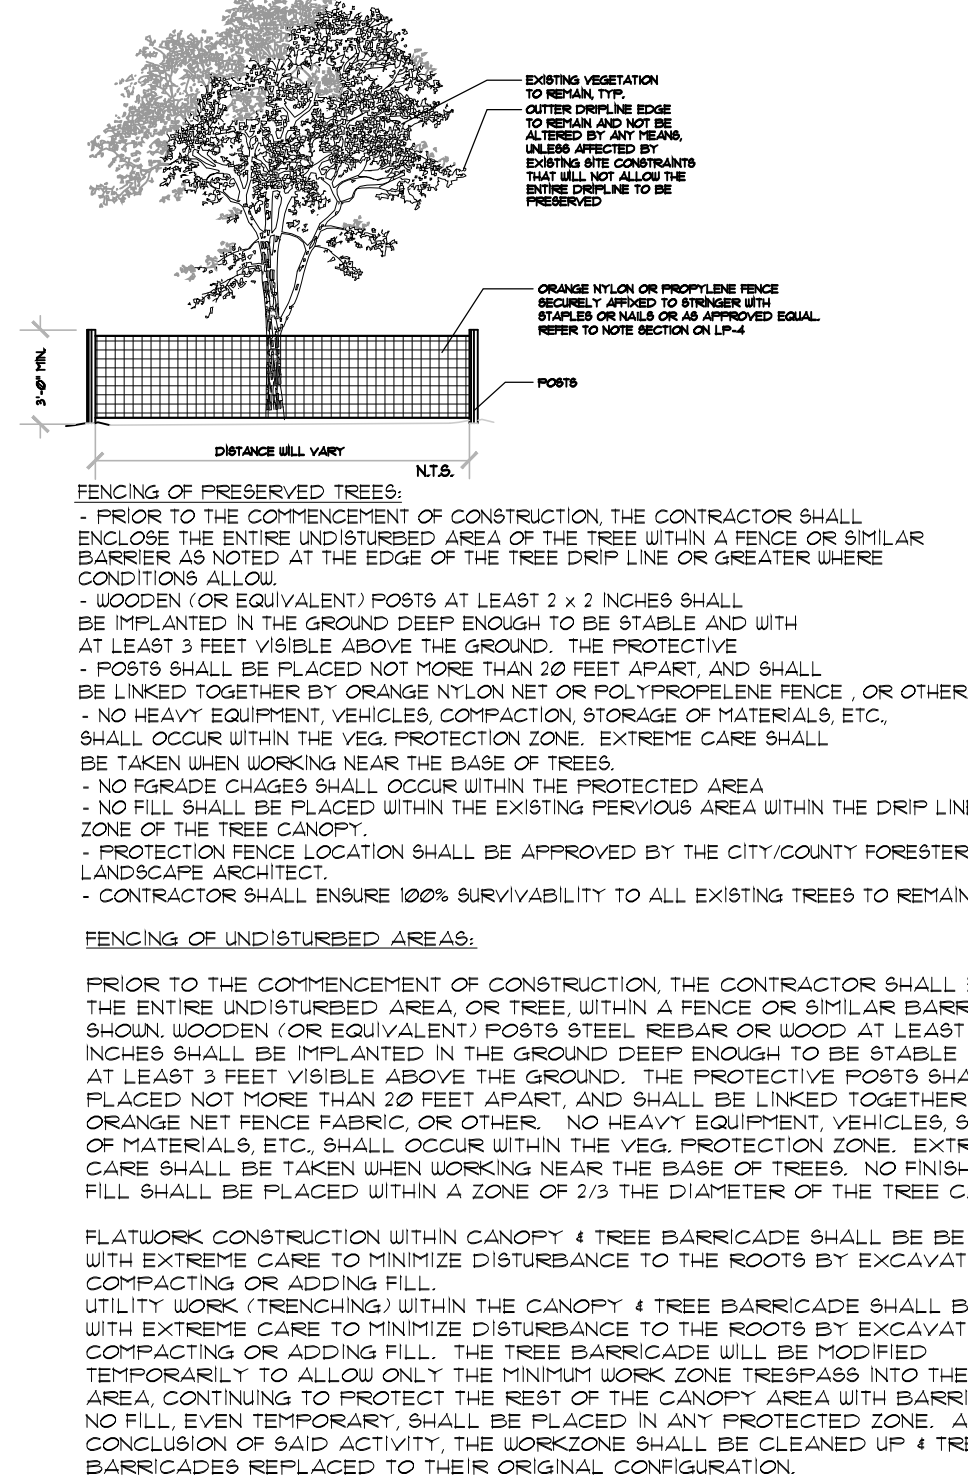 EXISTING VEGETATION
TO REMAIN, TYP.
OUTTER DRIPLINE EDGE
TO REMAIN AND NOT BE
ALTERED BY ANY MEANS,
UNLESS AFFECTED BY
EXISTING SITE CONSTRAINTS
THAT WILL NOT ALLOW THE
ENTIRE DRIPLINE TO BE
PRESERVED
ORANGE NYLON OR PROPYLENE FENCE
SECURELY AFFIXED TO STRINGER WITH
STAPLES OR NAILS OR AS APPROVED EQUAL.
REFER TO NOTE SECTION ON LP-4
3'-0" MIN.
POSTS
DISTANCE WILL VARY
N.T.S.
FENCING OF PRESERVED TREES:
- PRIOR TO THE COMMENCEMENT OF CONSTRUCTION, THE CONTRACTOR SHALL
ENCLOSE THE ENTIRE UNDISTURBED AREA OF THE TREE WITHIN A FENCE OR SIMILAR
BARRIER AS NOTED AT THE EDGE OF THE TREE DRIP LINE OR GREATER WHERE
CONDITIONS ALLOW.
- WOODEN (OR EQUIVALENT) POSTS AT LEAST 2 x 2 INCHES SHALL
BE IMPLANTED IN THE GROUND DEEP ENOUGH TO BE STABLE AND WITH
AT LEAST 3 FEET VISIBLE ABOVE THE GROUND. THE PROTECTIVE
- POSTS SHALL BE PLACED NOT MORE THAN 20 FEET APART, AND SHALL
BE LINKED TOGETHER BY ORANGE NYLON NET OR POLYPROPELENE FENCE , OR OTHER
- NO HEAVY EQUIPMENT, VEHICLES, COMPACTION, STORAGE OF MATERIALS, ETC.,
SHALL OCCUR WITHIN THE VEG. PROTECTION ZONE. EXTREME CARE SHALL
BE TAKEN WHEN WORKING NEAR THE BASE OF TREES.
- NO FGRADE CHAGES SHALL OCCUR WITHIN THE PROTECTED AREA
- NO FILL SHALL BE PLACED WITHIN THE EXISTING PERVIOUS AREA WITHIN THE DRIP LINE
ZONE OF THE TREE CANOPY.
- PROTECTION FENCE LOCATION SHALL BE APPROVED BY THE CITY/COUNTY FORESTER
LANDSCAPE ARCHITECT.
- CONTRACTOR SHALL ENSURE 100% SURVIVABILITY TO ALL EXISTING TREES TO REMAIN
FENCING OF UNDISTURBED AREAS:
PRIOR TO THE COMMENCEMENT OF CONSTRUCTION, THE CONTRACTOR SHALL
THE ENTIRE UNDISTURBED AREA, OR TREE, WITHIN A FENCE OR SIMILAR BARR
SHOWN. WOODEN (OR EQUIVALENT) POSTS STEEL REBAR OR WOOD AT LEAST
INCHES SHALL BE IMPLANTED IN THE GROUND DEEP ENOUGH TO BE STABLE
AT LEAST 3 FEET VISIBLE ABOVE THE GROUND. THE PROTECTIVE POSTS SHA
PLACED NOT MORE THAN 20 FEET APART, AND SHALL BE LINKED TOGETHER
ORANGE NET FENCE FABRIC, OR OTHER. NO HEAVY EQUIPMENT, VEHICLES, S
OF MATERIALS, ETC., SHALL OCCUR WITHIN THE VEG. PROTECTION ZONE. EXTR
CARE SHALL BE TAKEN WHEN WORKING NEAR THE BASE OF TREES. NO FINISH
FILL SHALL BE PLACED WITHIN A ZONE OF 2/3 THE DIAMETER OF THE TREE C
FLATWORK CONSTRUCTION WITHIN CANOPY & TREE BARRICADE SHALL BE BE
WITH EXTREME CARE TO MINIMIZE DISTURBANCE TO THE ROOTS BY EXCAVAT
COMPACTING OR ADDING FILL.
UTILITY WORK (TRENCHING) WITHIN THE CANOPY & TREE BARRICADE SHALL B
WITH EXTREME CARE TO MINIMIZE DISTURBANCE TO THE ROOTS BY EXCAVAT
COMPACTING OR ADDING FILL. THE TREE BARRICADE WILL BE MODIFIED
TEMPORARILY TO ALLOW ONLY THE MINIMUM WORK ZONE TRESPASS INTO THE
AREA, CONTINUING TO PROTECT THE REST OF THE CANOPY AREA WITH BARRI
NO FILL, EVEN TEMPORARY, SHALL BE PLACED IN ANY PROTECTED ZONE. A
CONCLUSION OF SAID ACTIVITY, THE WORKZONE SHALL BE CLEANED UP & TRE
BARRICADES REPLACED TO THEIR ORIGINAL CONFIGURATION.